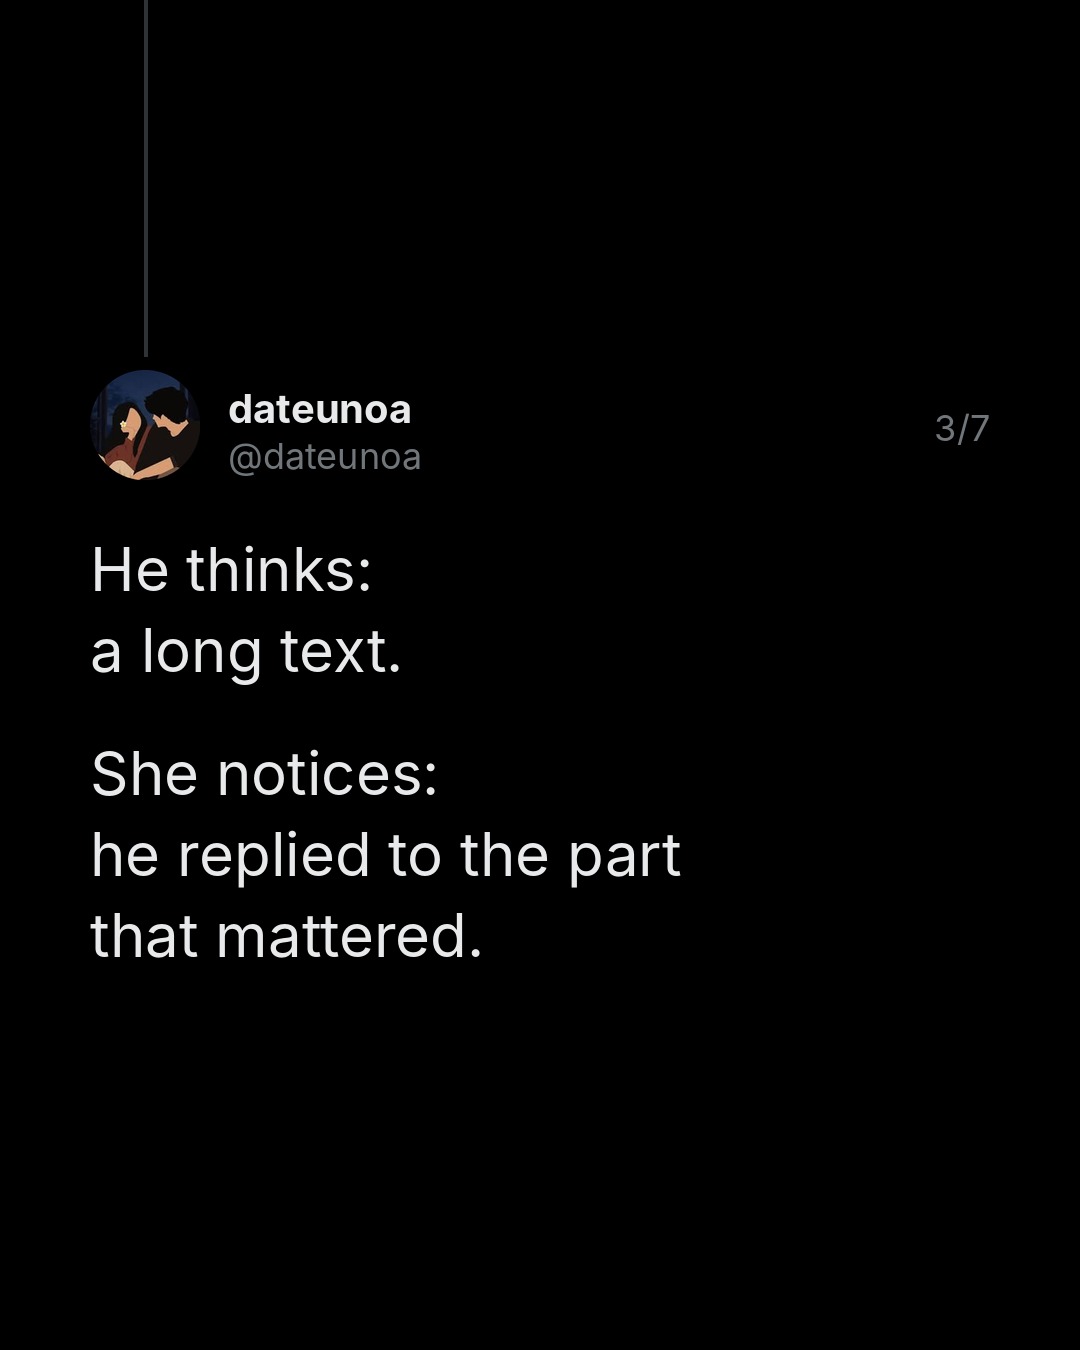 dateunoa
@dateunoa
3/7
He thinks:
a long text.
She notices:
he replied to the part
that mattered.